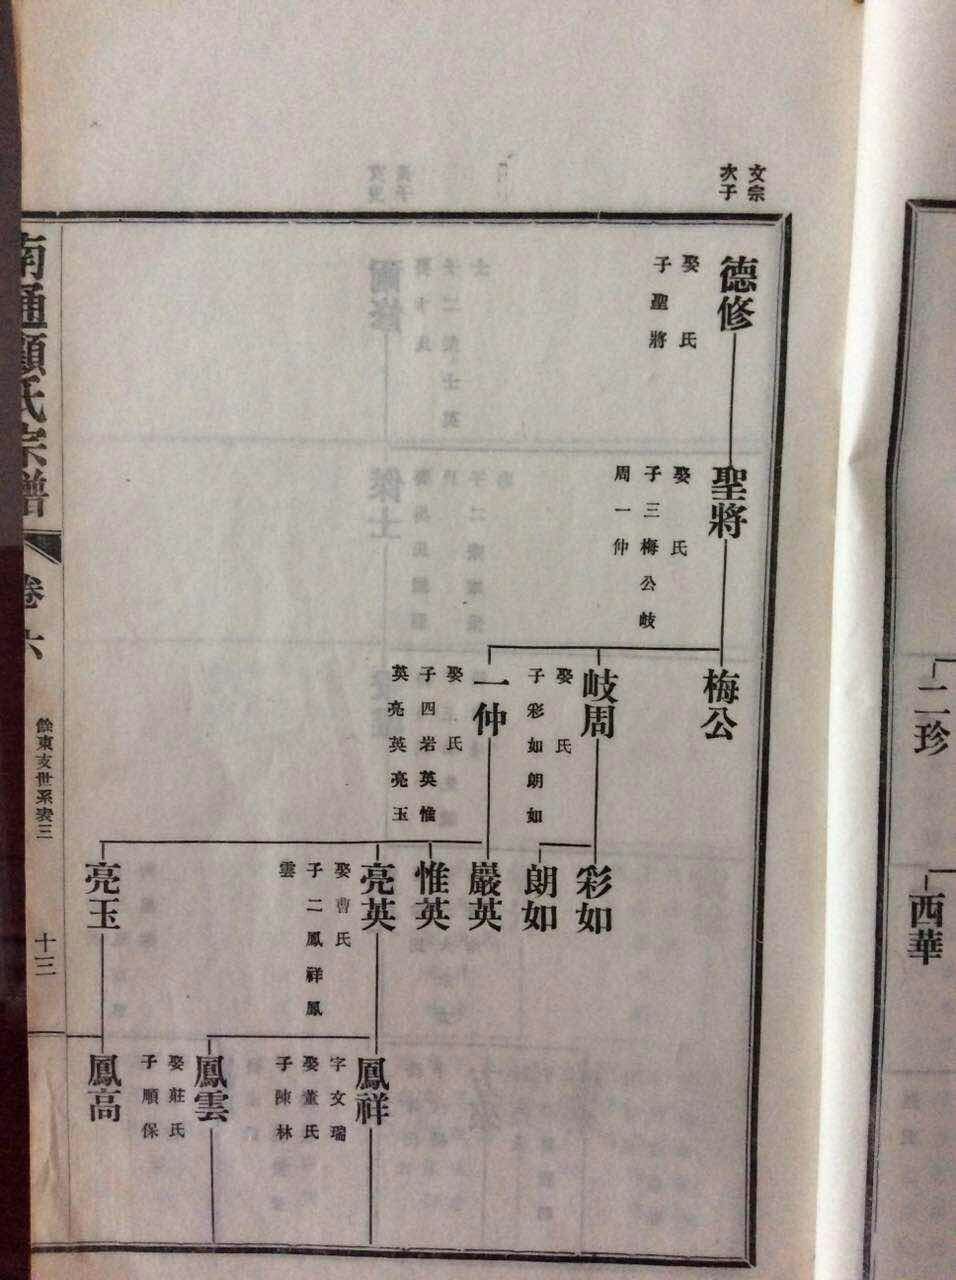 文宗
次子
德修
娶氏
子聖將
聖將
娶氏
子三梅公岐
周一仲
梅公
岐周
娶氏
子彩如朗如
一仲
娶氏
子四岩英惟
英亮英亮玉
彩如
朗如
巖英
惟英
亮英
娶曹氏
子二鳳祥鳳
雲
亮玉
鳳祥
字文瑞
娶董氏
子陳林
鳳雲
娶莊氏
子順保
鳳高
南通顧氏宗譜
卷六
餘東支世系表三
十三
二珍
西華